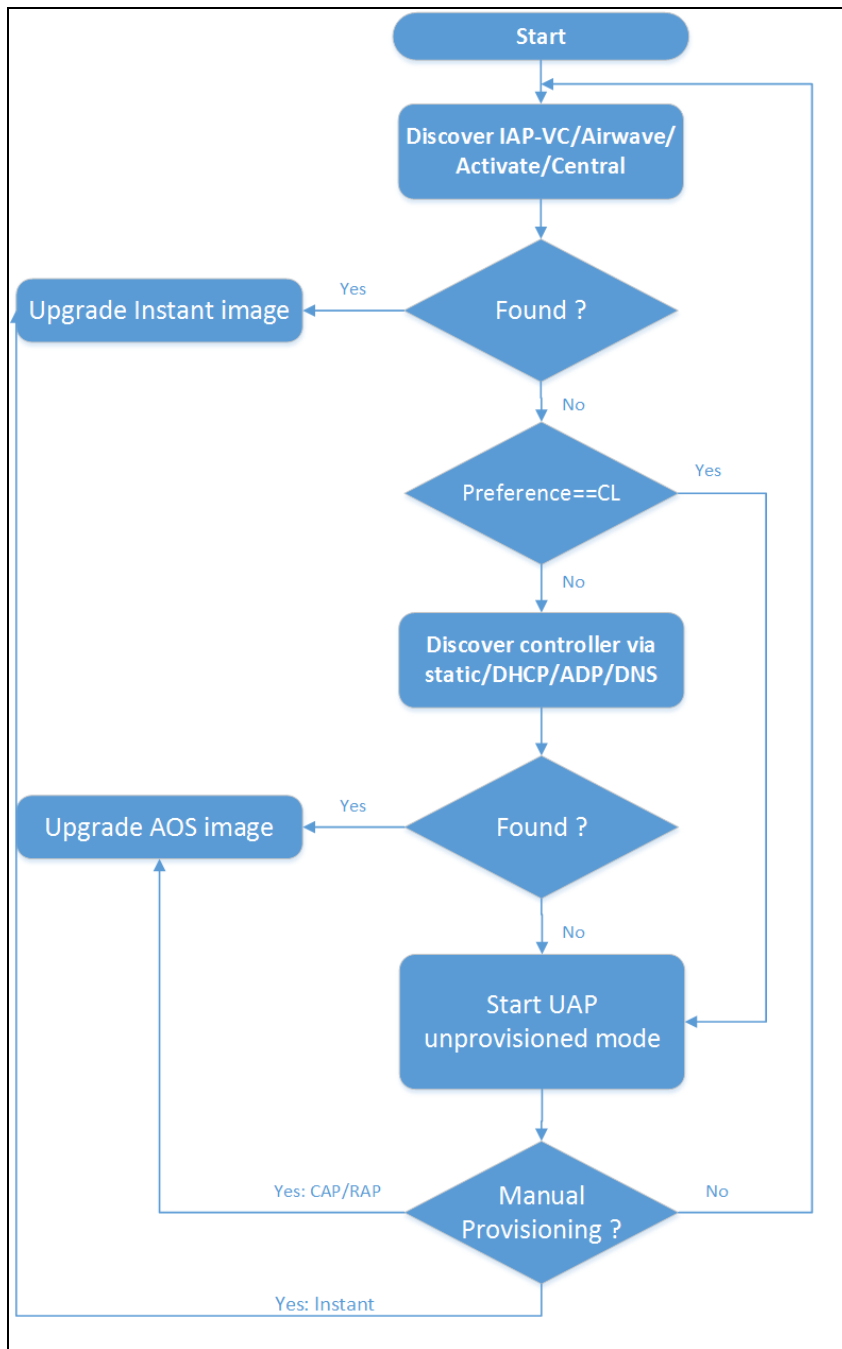 Start
Discover IAP-VC/Airwave/
Activate/Central
Yes
Upgrade Instant image
Found ?
No
Yes
Preference==CL
No
Discover controller via
static/DHCP/ADP/DNS
Yes
Upgrade AOS image
Found ?
No
Start UAP
unprovisioned mode
Yes: CAP/RAP
Manual
Provisioning ?
No
Yes: Instant